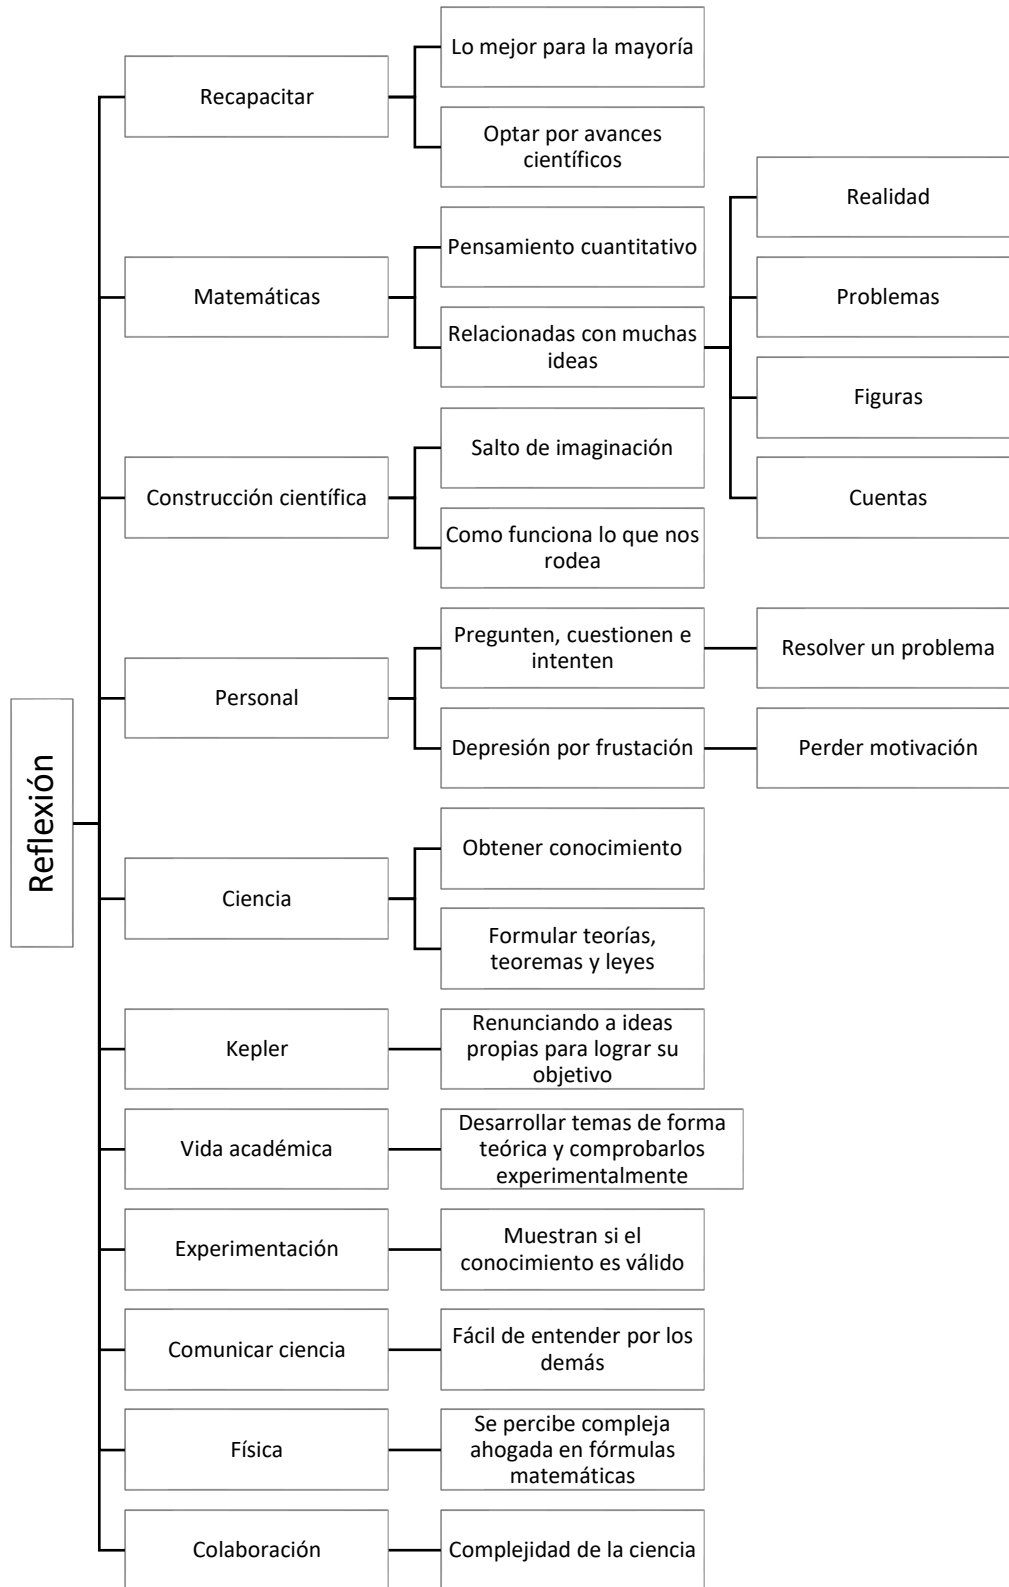 Reflexión
Recapacitar
Lo mejor para la mayoría
Optar por avances
científicos
Matemáticas
Pensamiento cuantitativo
Relacionadas con muchas
ideas
Realidad
Problemas
Figuras
Cuentas
Construcción científica
Salto de imaginación
Como funciona lo que nos
rodea
Personal
Pregunten, cuestionen e
intenten
Resolver un problema
Depresión por frustación
Perder motivación
Ciencia
Obtener conocimiento
Formular teorías,
teoremas y leyes
Kepler
Renunciando a ideas
propias para lograr su
objetivo
Vida académica
Desarrollar temas de forma
teórica y comprobarlos
experimentalmente
Experimentación
Muestran si el
conocimiento es válido
Comunicar ciencia
Fácil de entender por los
demás
Física
Se percibe compleja
ahogada en fórmulas
matemáticas
Colaboración
Complejidad de la ciencia